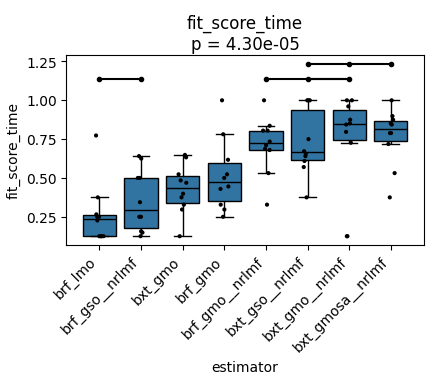 fit_score_time
p = 4.30e-05
1.25
1.00
0.75
0.50
0.25
fit_score_time
brf_lmo
brf_gso__nrlmf
bxt_gmo
brf_gmo
brf_gmo__nrlmf
bxt_gso__nrlmf
bxt_gmo__nrlmf
bxt_gmosa__nrlmf
estimator